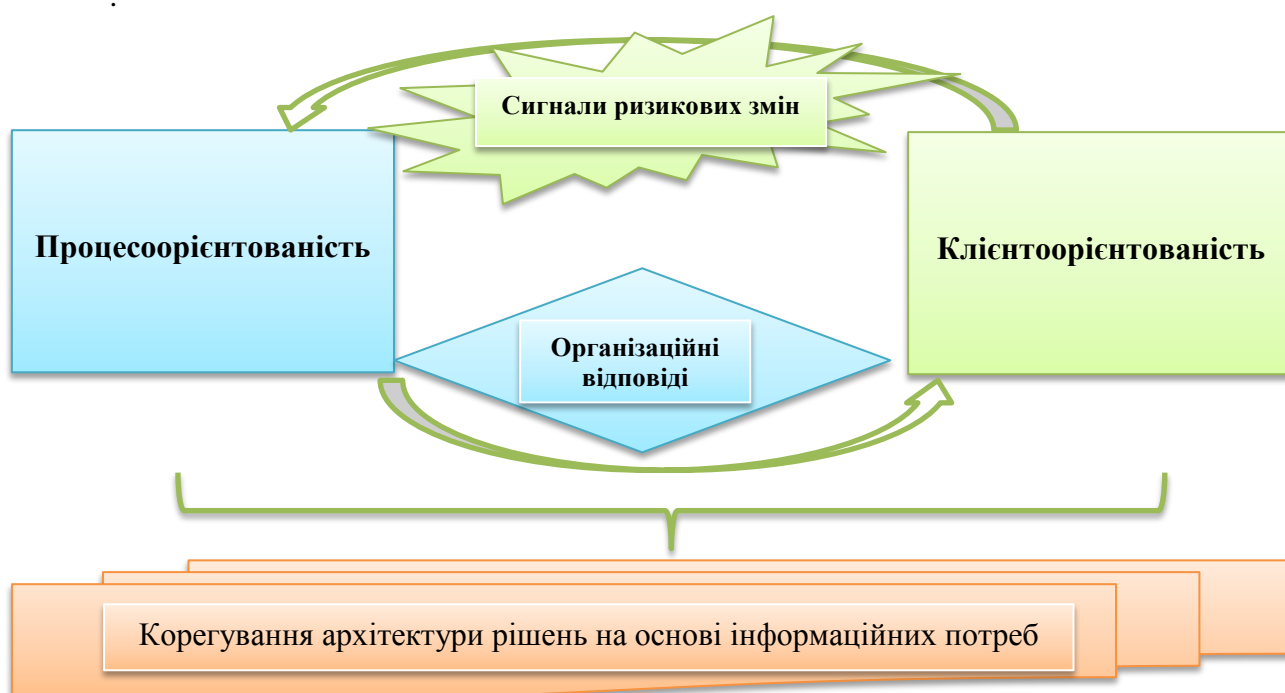 Сигнали ризикових змін
Процесоорієнтованість
Клієнтоорієнтованість
Організаційні
відповіді
Корегування архітектури рішень на основі інформаційних потреб